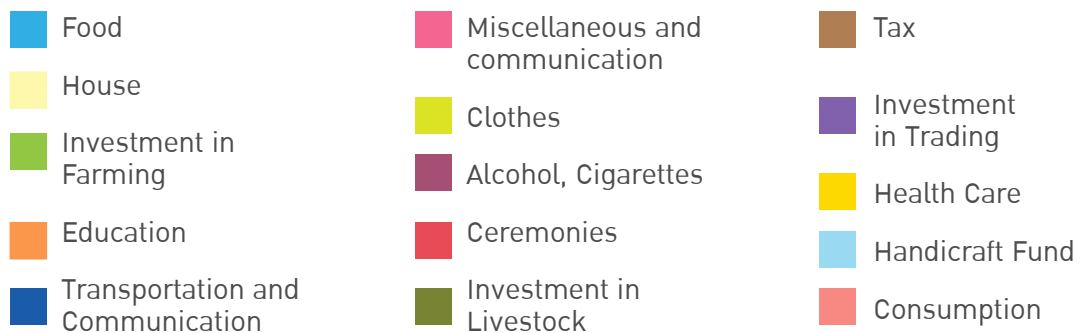 Food
House
Investment in
Farming
Education
Transportation and
Communication
Miscellaneous and
communication
Clothes
Alcohol, Cigarettes
Ceremonies
Investment in
Livestock
Tax
Investment
in Trading
Health Care
Handicraft Fund
Consumption